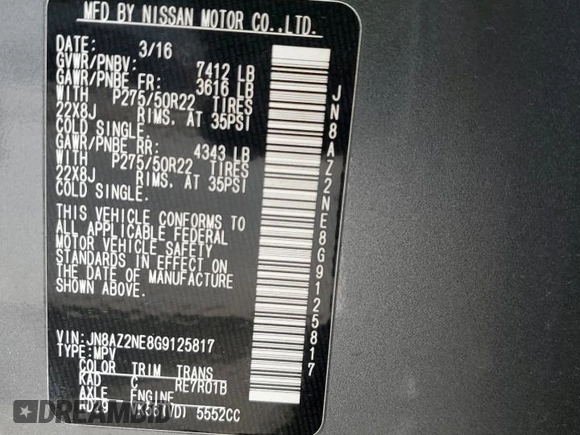 MFD BY NISSAN MOTOR CO.,LTD.
DATE: 3/16
GVWR/PNBV: 7412 LB
GAWR/PNBE FR: 3616 LB
WITH P275/50R22 TIRES
22X8J RIMS. AT 35PSI
COLD SINGLE.
GAWR/PNBE RR: 4343 LB
WITH P275/50R22 TIRES
22X8J RIMS. AT 35PSI
COLD SINGLE.
THIS VEHICLE CONFORMS TO
ALL APPLICABLE FEDERAL
MOTOR VEHICLE SAFETY
STANDARDS IN EFFECT ON
THE DATE OF MANUFACTURE
SHOWN ABOVE.
VIN:JN8AZ2NE8G9125817
TYPE:MPV
COLOR TRIM TRANS
KAD C RE7R01B
AXLE ENGINE
5552CC
JN8AZ2NE8G9125817
DREAMBID